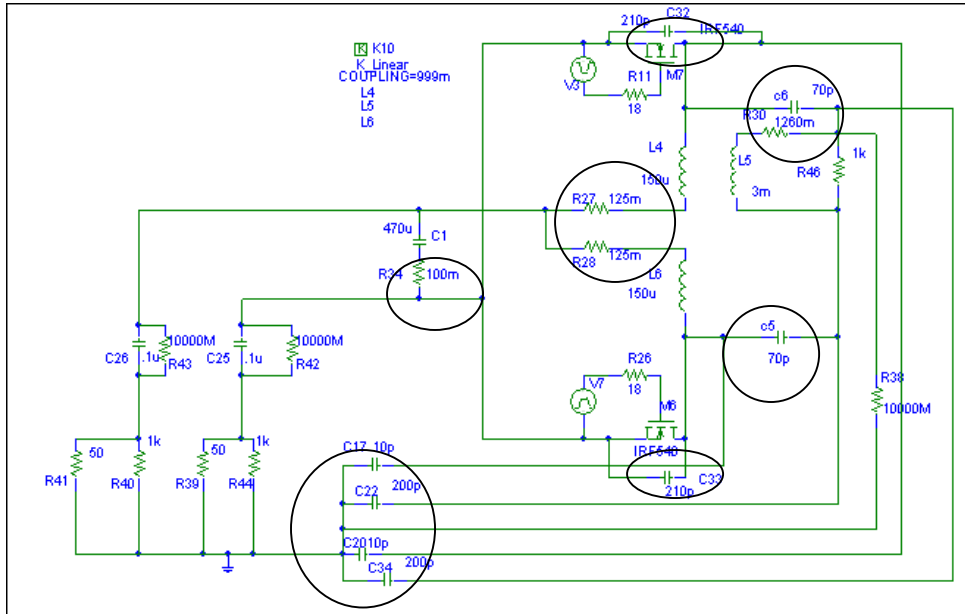 C32
210p
IRF540
K K10
K_Linear
COUPLING=999m
L4
L5
L6
M7
V3
R11
18
c6
70p
R30
1260m
L4
150u
L5
3m
1k
R46
R27
125m
470u
C1
R28
125m
L6
150u
R34
100m
c5
70p
10000M
C26
.1u
R43
10000M
C25
.1u
R42
R26
18
V7
M6
IRF540
R38
10000M
50
1k
50
1k
R41
R40
R39
R44
C17
10p
200p
C22
C33
210p
C20
10p
200p
C34